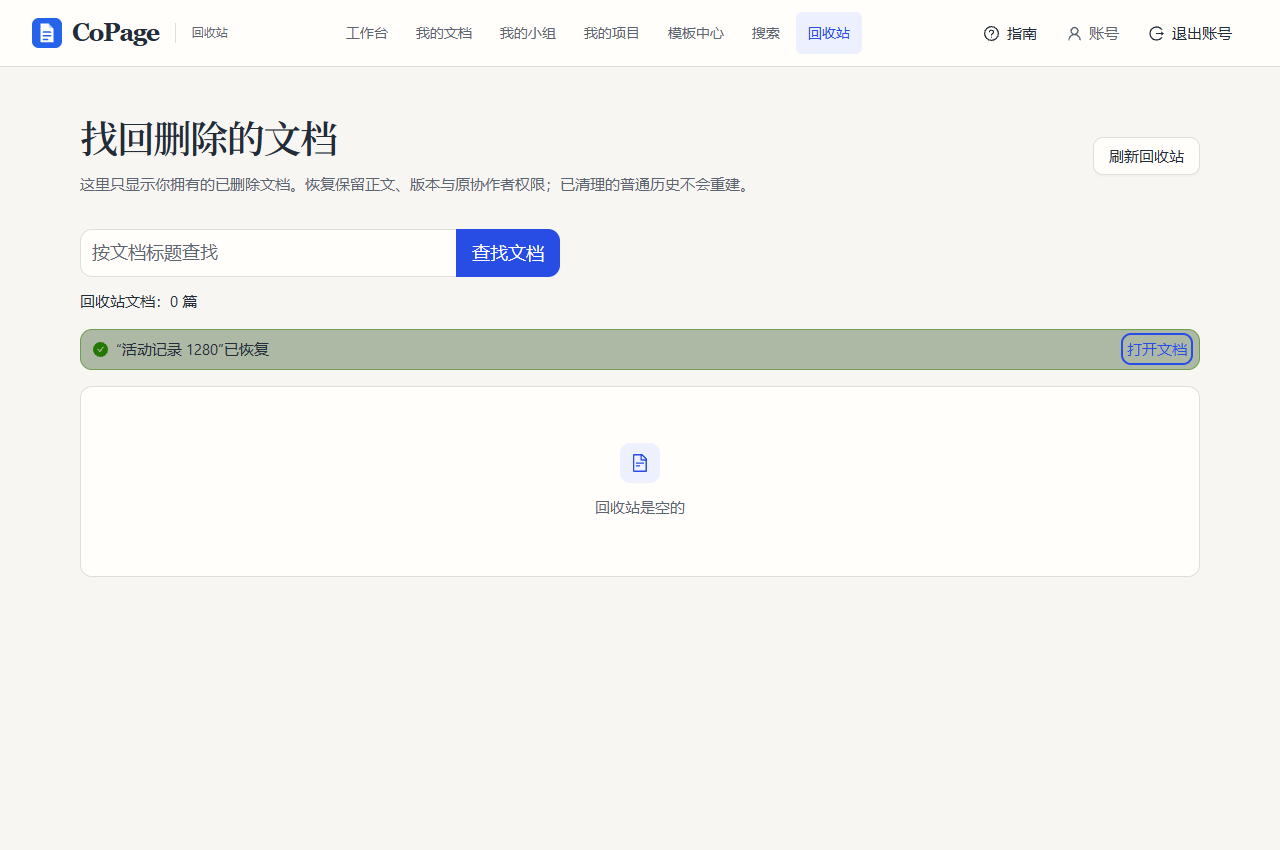 CoPage 回收站 工作台 我的文档 我的小组 我的项目 模板中心 搜索 回收站 指南 账号 退出账号
找回删除的文档
刷新回收站
这里只显示你拥有的已删除文档。恢复保留正文、版本与原协作者权限；已清理的普通历史不会重建。
按文档标题查找 查找文档
回收站文档：0 篇
“活动记录 1280”已恢复 打开文档
回收站是空的